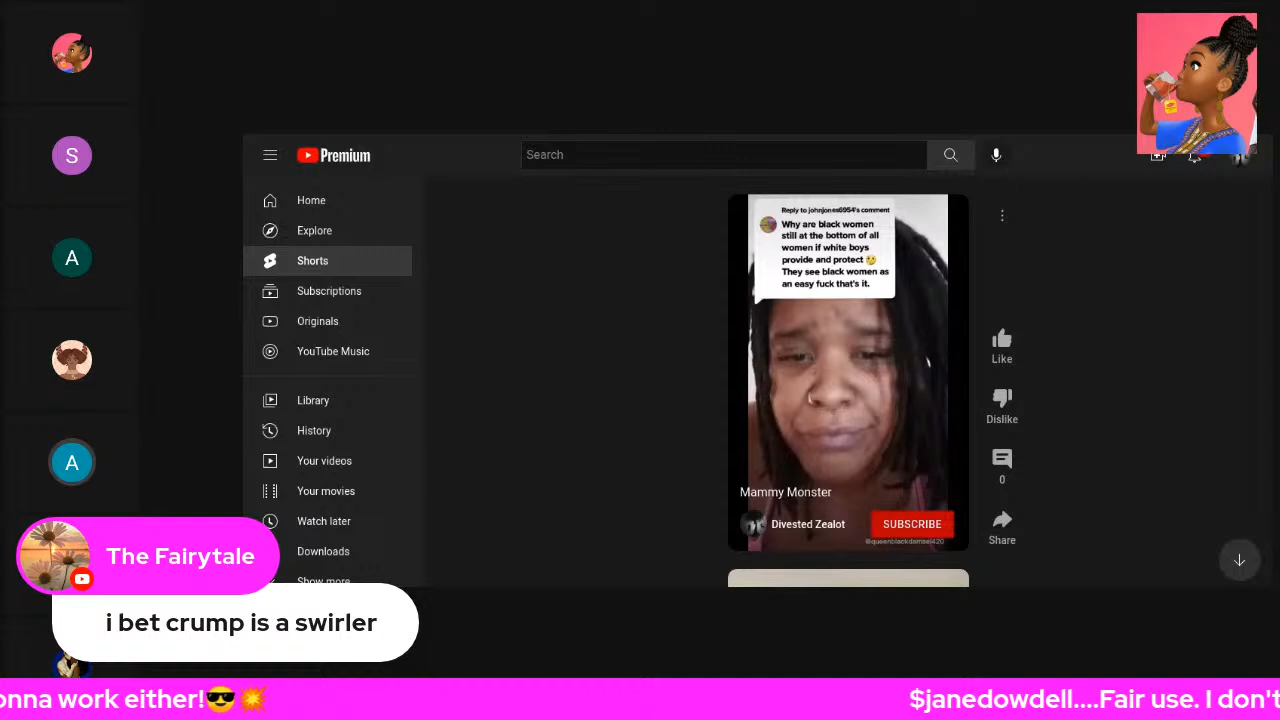 Premium
Search
S
A
A
Home
Explore
Shorts
Subscriptions
Originals
YouTube Music
Library
History
Your videos
Your movies
Watch later
Downloads
Show more
Reply to johnjones6954's comment
Why are black women
still at the bottom of all
women if white boys
provide and protect 🤔
They see black women as
an easy fuck that's it.
Mammy Monster
Divested Zealot
SUBSCRIBE
@queenblackdamsel420
Like
Dislike
0
Share
The Fairytale
i bet crump is a swirler
onna work either!😎💥
$janedowdell....Fair use. I don't